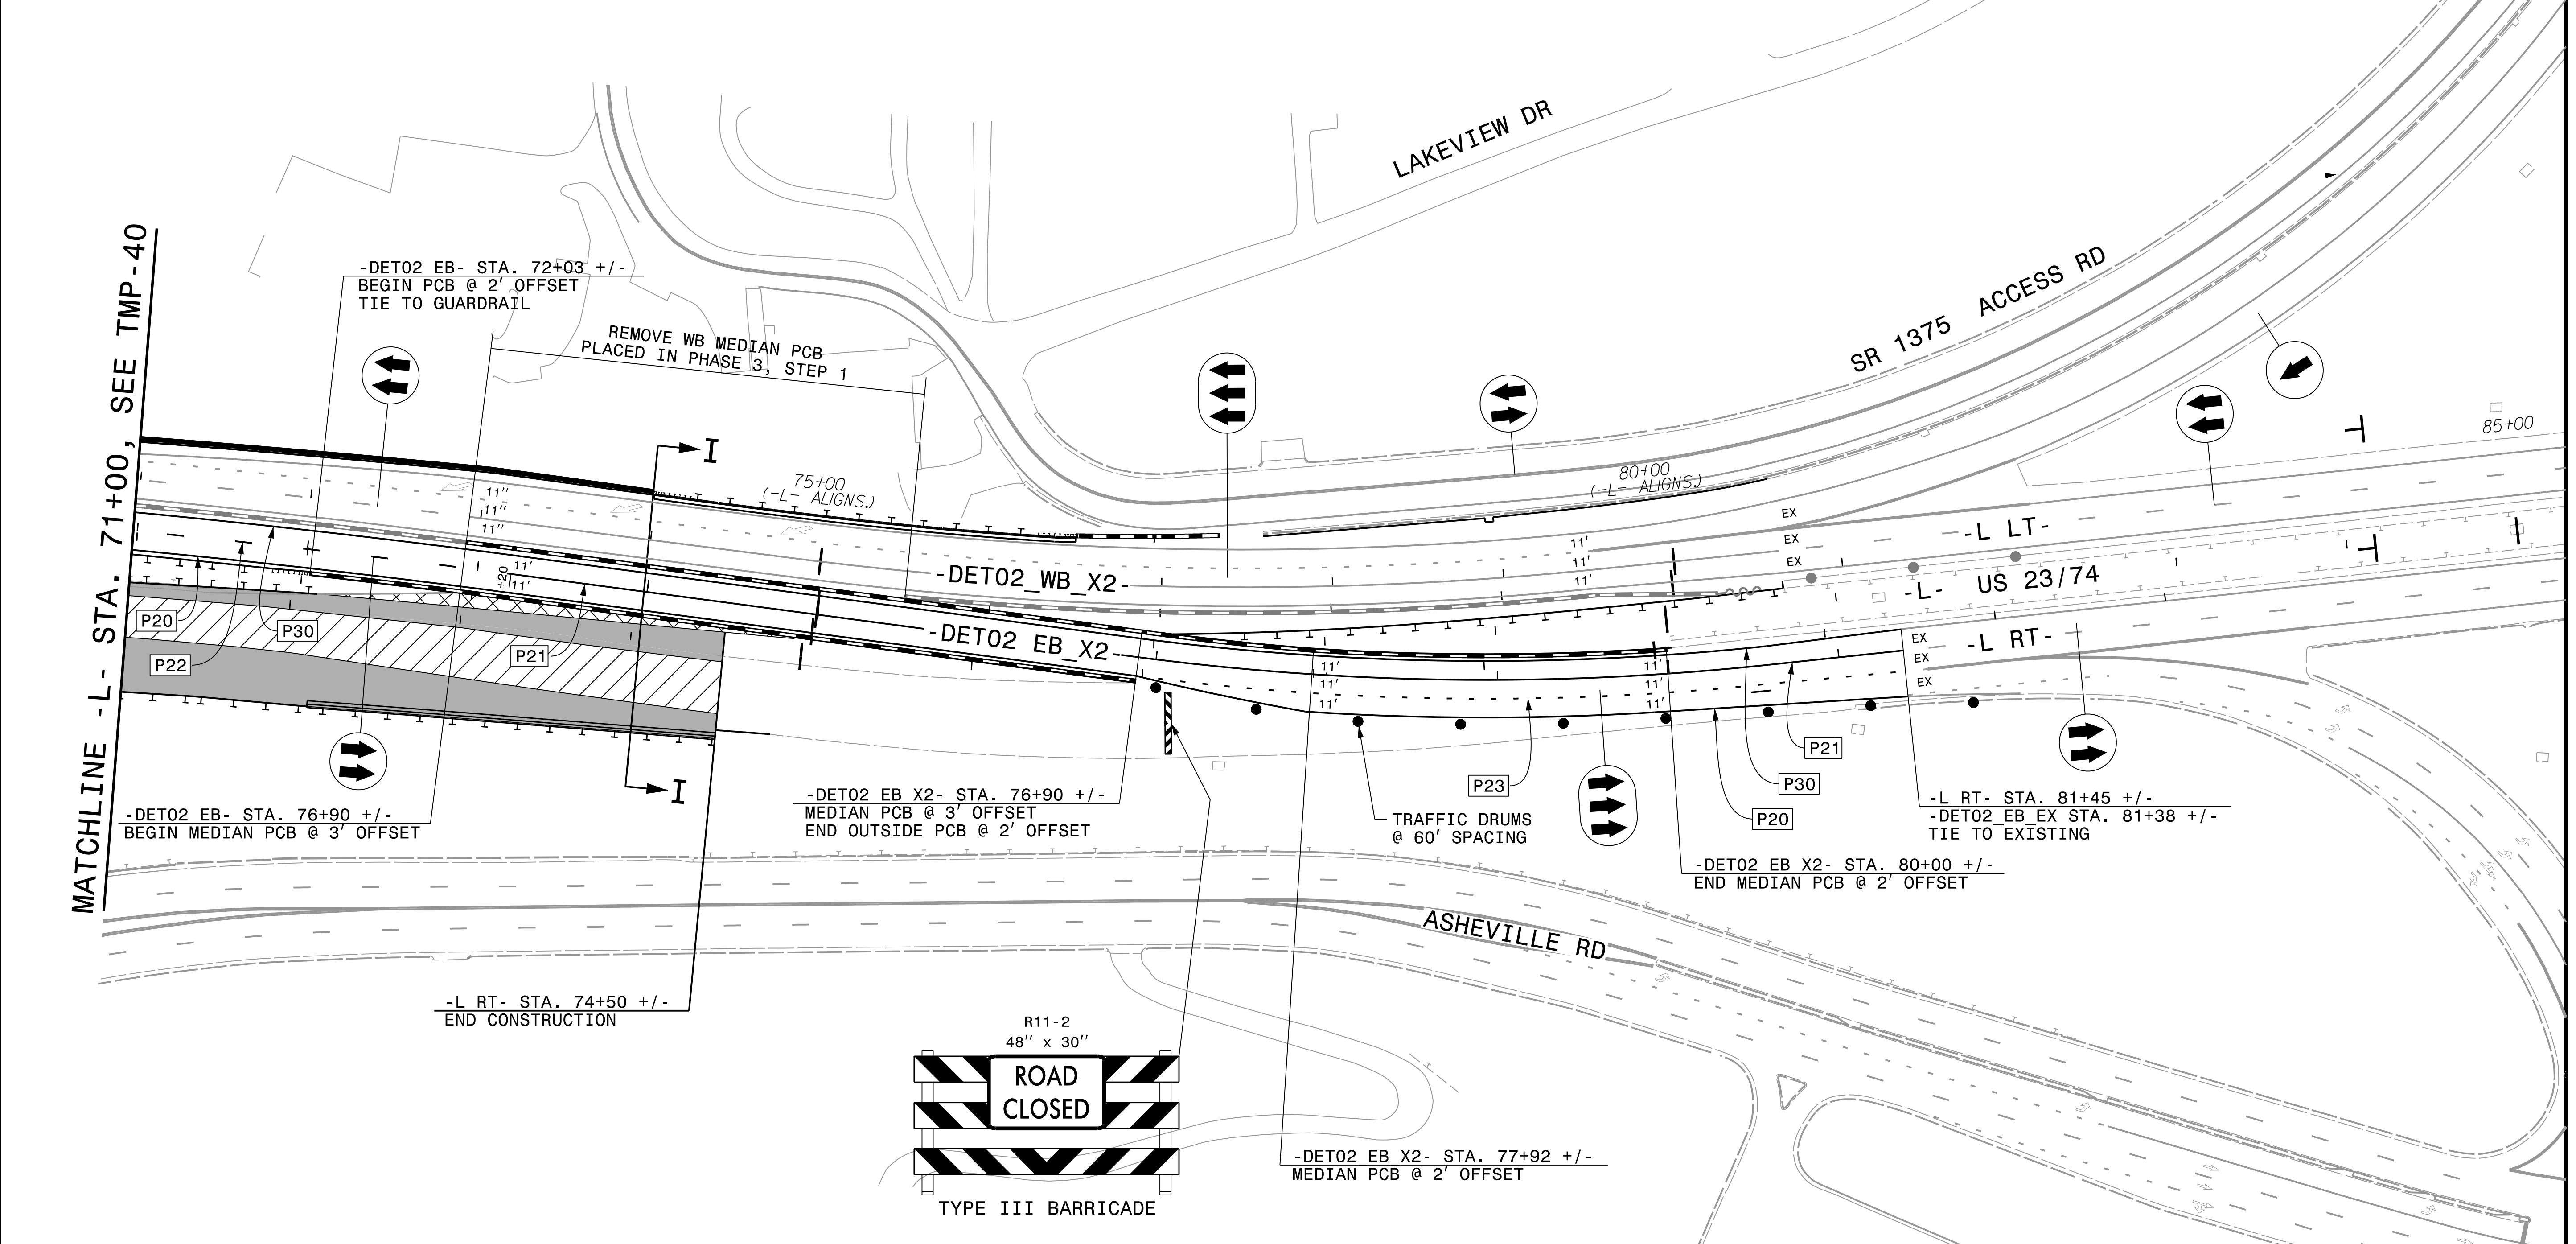 MATCHLINE -L- STA. 71+00, SEE TMP-40
LAKEVIEW DR
SR 1375 ACCESS RD
-DET02 EB- STA. 72+03 +/-
BEGIN PCB @ 2' OFFSET
TIE TO GUARDRAIL
REMOVE WB MEDIAN PCB
PLACED IN PHASE 3, STEP 1
I
75+00
(-L- ALIGNS.)
80+00
(-L- ALIGNS.)
85+00
11''
11''
11''
11'
11'
+20
11'
11'
11'
EX
EX
EX
-L LT-
-DET02_WB_X2-
-L- US 23/74
-DET02 EB_X2-
-L RT-
11'
11'
11'
11'
11'
11'
EX
EX
EX
P20
P30
P22
P21
I
P23
P21
P30
P20
-DET02 EB- STA. 76+90 +/-
BEGIN MEDIAN PCB @ 3' OFFSET
-DET02 EB X2- STA. 76+90 +/-
MEDIAN PCB @ 3' OFFSET
END OUTSIDE PCB @ 2' OFFSET
TRAFFIC DRUMS
@ 60' SPACING
-L RT- STA. 81+45 +/-
-DET02_EB_EX STA. 81+38 +/-
TIE TO EXISTING
-DET02 EB X2- STA. 80+00 +/-
END MEDIAN PCB @ 2' OFFSET
ASHEVILLE RD
-L RT- STA. 74+50 +/-
END CONSTRUCTION
R11-2
48'' x 30''
ROAD
CLOSED
TYPE III BARRICADE
-DET02 EB X2- STA. 77+92 +/-
MEDIAN PCB @ 2' OFFSET